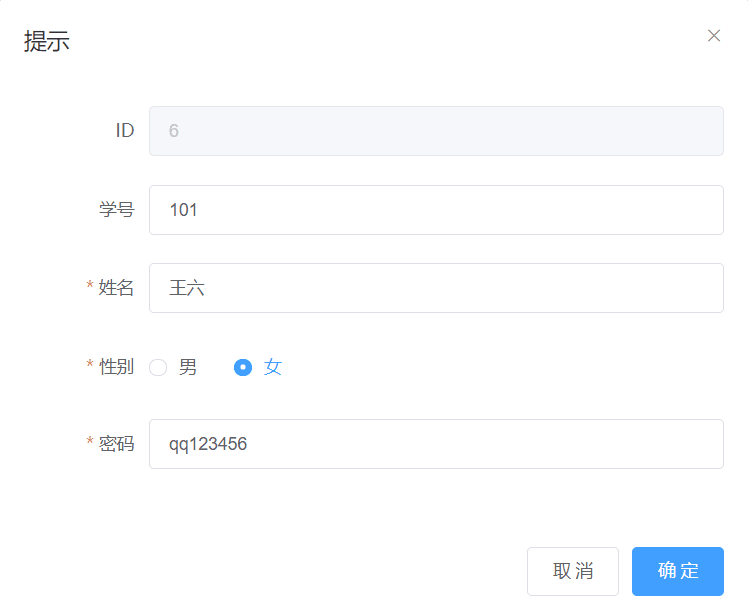 提示
ID 6
学号 101
* 姓名 王六
* 性别 男 女
* 密码 qq123456
取消 确定